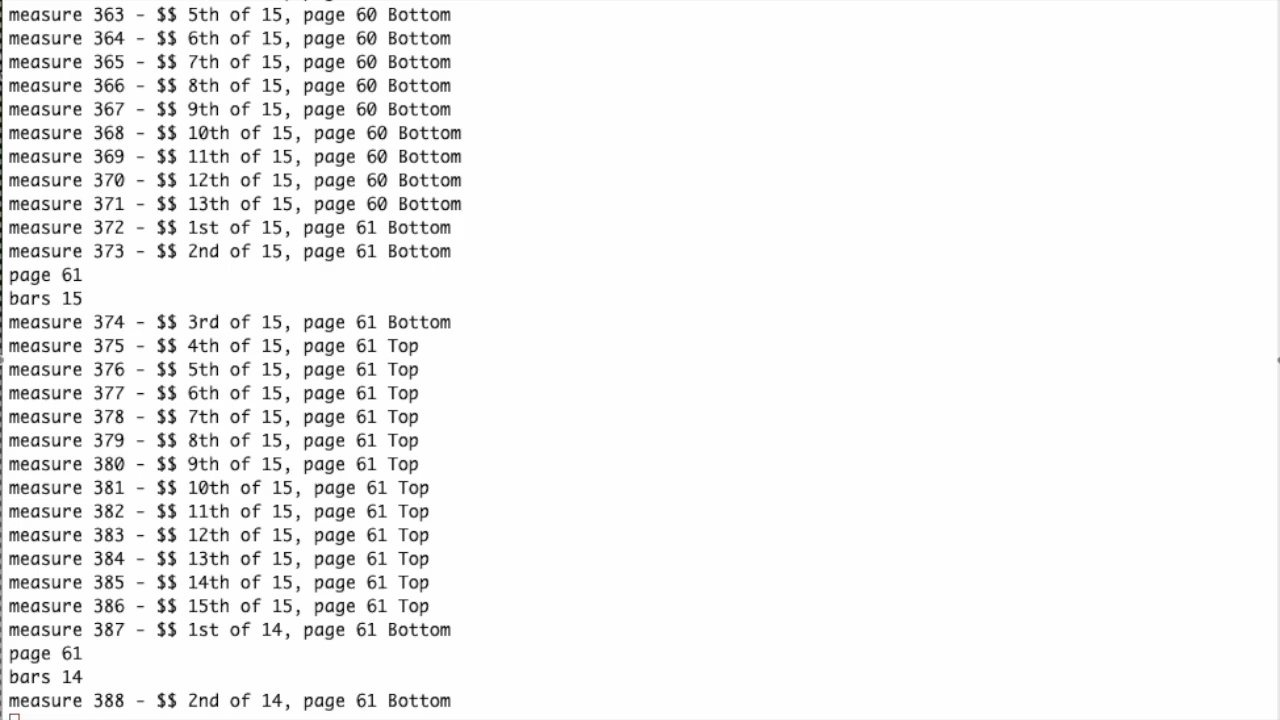 measure 363 - $$ 5th of 15, page 60 Bottom
measure 364 - $$ 6th of 15, page 60 Bottom
measure 365 - $$ 7th of 15, page 60 Bottom
measure 366 - $$ 8th of 15, page 60 Bottom
measure 367 - $$ 9th of 15, page 60 Bottom
measure 368 - $$ 10th of 15, page 60 Bottom
measure 369 - $$ 11th of 15, page 60 Bottom
measure 370 - $$ 12th of 15, page 60 Bottom
measure 371 - $$ 13th of 15, page 60 Bottom
measure 372 - $$ 1st of 15, page 61 Bottom
measure 373 - $$ 2nd of 15, page 61 Bottom
page 61
bars 15
measure 374 - $$ 3rd of 15, page 61 Bottom
measure 375 - $$ 4th of 15, page 61 Top
measure 376 - $$ 5th of 15, page 61 Top
measure 377 - $$ 6th of 15, page 61 Top
measure 378 - $$ 7th of 15, page 61 Top
measure 379 - $$ 8th of 15, page 61 Top
measure 380 - $$ 9th of 15, page 61 Top
measure 381 - $$ 10th of 15, page 61 Top
measure 382 - $$ 11th of 15, page 61 Top
measure 383 - $$ 12th of 15, page 61 Top
measure 384 - $$ 13th of 15, page 61 Top
measure 385 - $$ 14th of 15, page 61 Top
measure 386 - $$ 15th of 15, page 61 Top
measure 387 - $$ 1st of 14, page 61 Bottom
page 61
bars 14
measure 388 - $$ 2nd of 14, page 61 Bottom